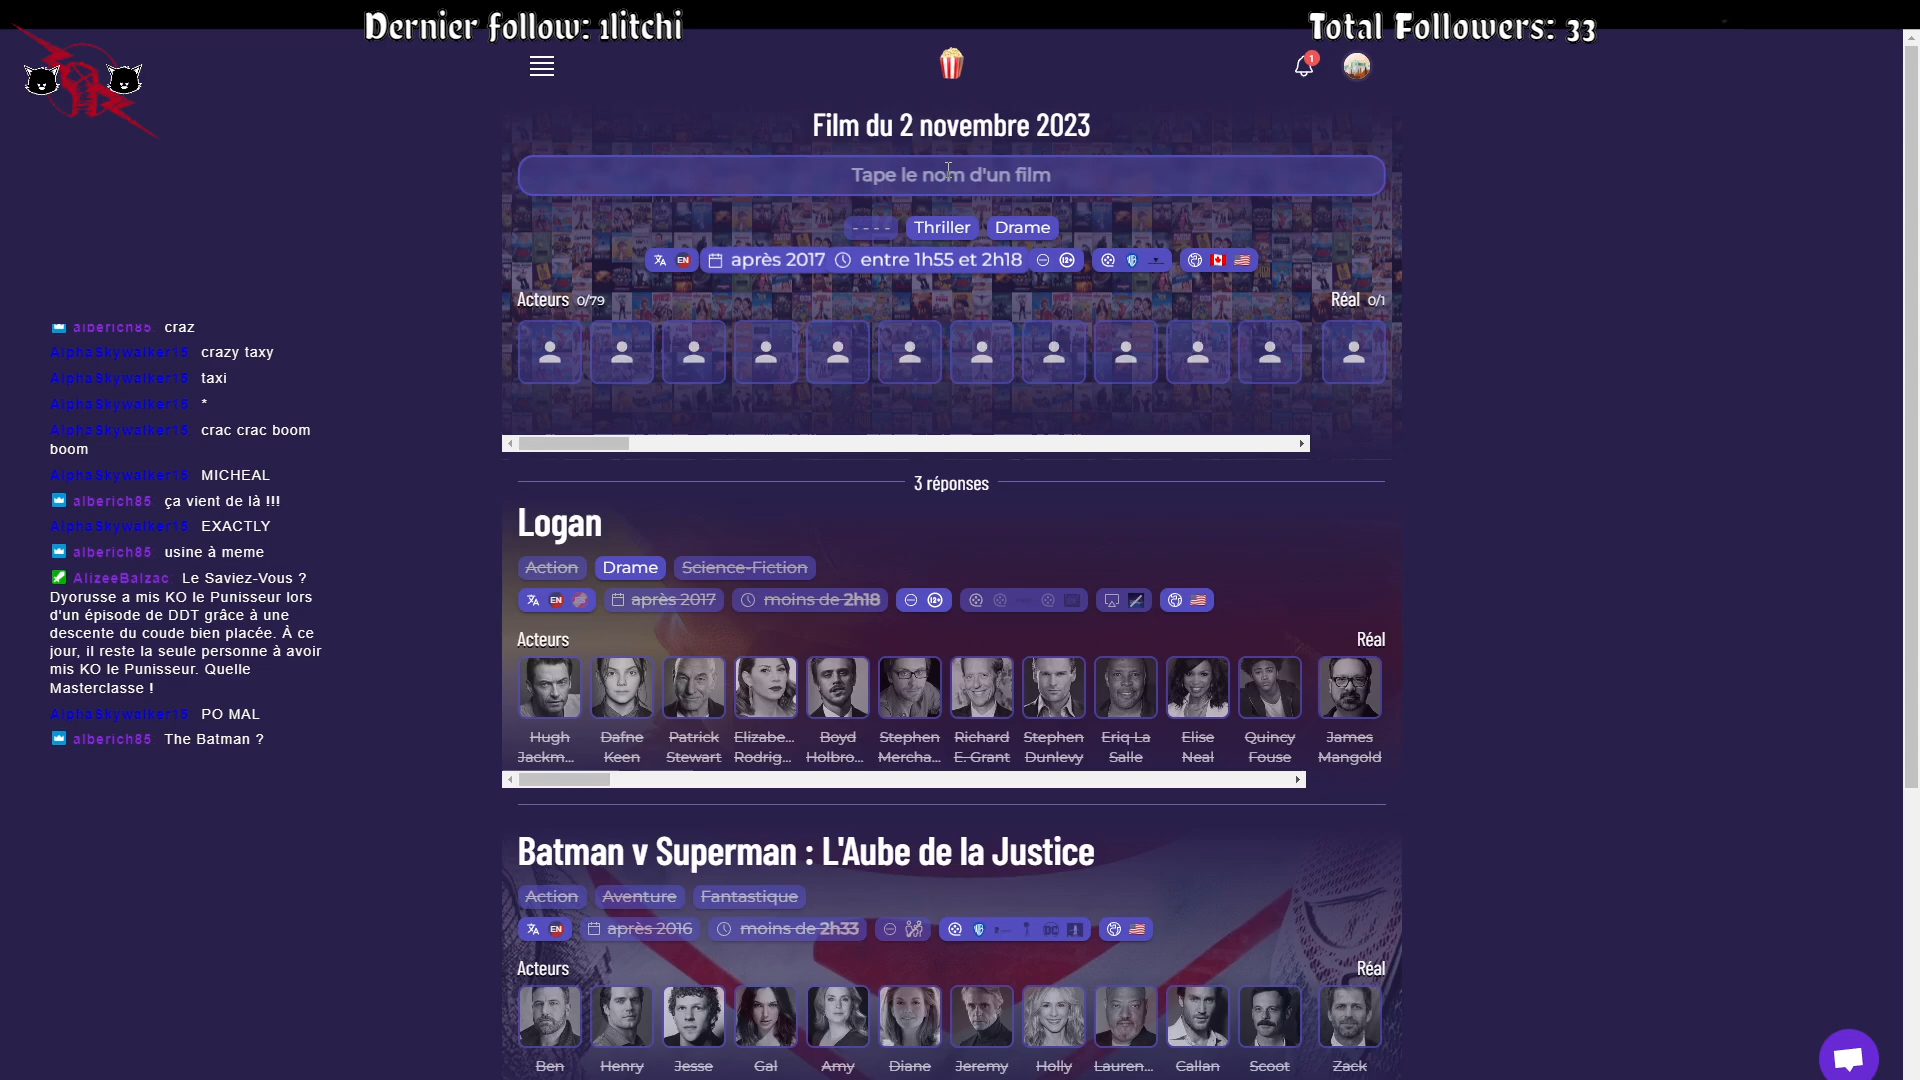 Dernier follow: 1litchi
Total Followers: 33
1
Film du 2 novembre 2023
Tape le nom d'un film
- - - -
Thriller
Drame
EN
après 2017
entre 1h55 et 2h18
12+
Acteurs 0/79
Réal 0/1
alberich85 craz
AlphaSkywalker15 crazy taxy
AlphaSkywalker15 taxi
AlphaSkywalker15 *
AlphaSkywalker15 crac crac boom
boom
AlphaSkywalker15 MICHEAL
alberich85 ça vient de là !!!
AlphaSkywalker15 EXACTLY
alberich85 usine à meme
AlizeeBalzac Le Saviez-Vous ?
Dyorusse a mis KO le Punisseur lors
d'un épisode de DDT grâce à une
descente du coude bien placée. À ce
jour, il reste la seule personne à avoir
mis KO le Punisseur. Quelle
Masterclasse !
AlphaSkywalker15 PO MAL
alberich85 The Batman ?
3 réponses
Logan
Action
Drame
Science-Fiction
EN
après 2017
moins de 2h18
12+
Acteurs
Réal
Hugh Jackm...
Dafne Keen
Patrick Stewart
Elizabe... Rodrig...
Boyd Holbro...
Stephen Mercha...
Richard E. Grant
Stephen Dunlevy
Eriq La Salle
Elise Neal
Quincy Fouse
James Mangold
Batman v Superman : L'Aube de la Justice
Action
Aventure
Fantastique
EN
après 2016
moins de 2h33
Acteurs
Réal
Ben
Henry
Jesse
Gal
Amy
Diane
Jeremy
Holly
Lauren...
Callan
Scoot
Zack